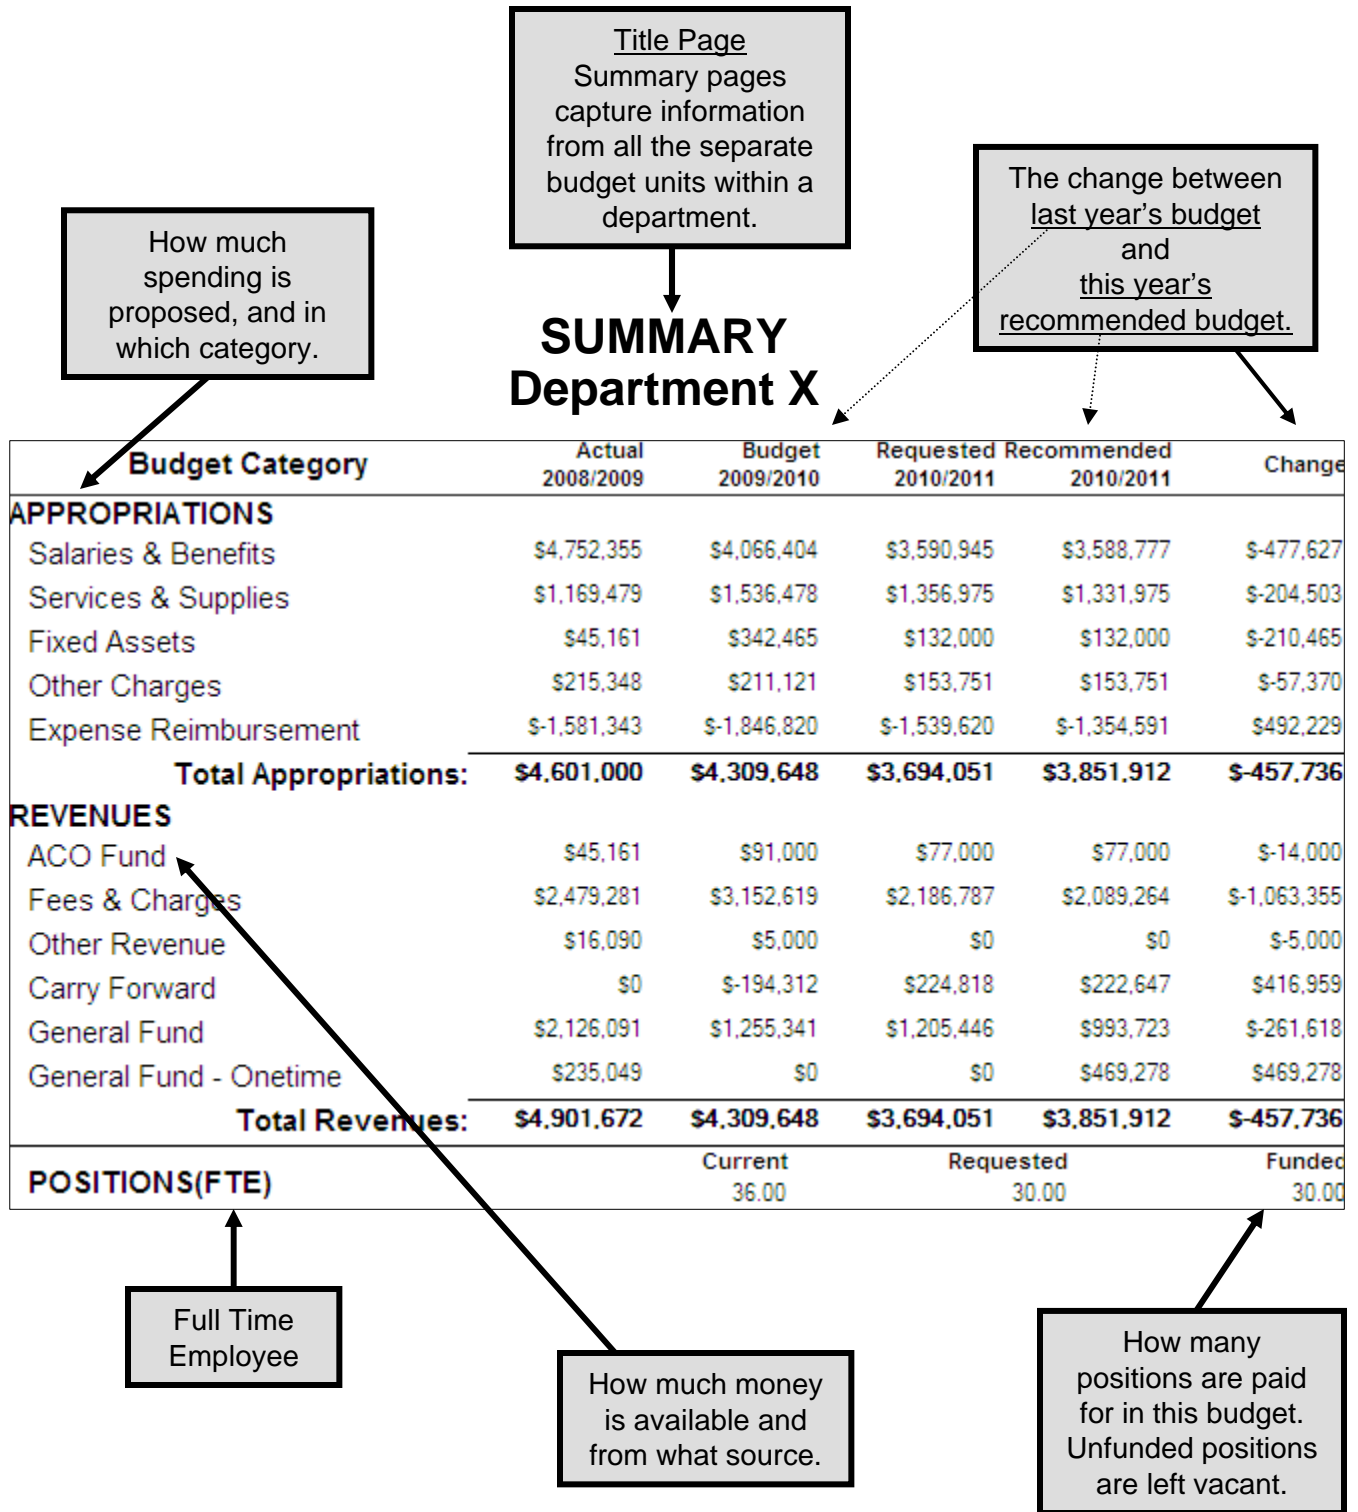 Title Page
Summary pages
capture information
from all the separate
budget units within a
department.
The change between
last year's budget
and
this year's
recommended budget.
How much
spending is
proposed, and in
which category.
SUMMARY
Department X
Budget Category Actual 2008/2009 Budget 2009/2010 Requested 2010/2011 Recommended 2010/2011 Change
APPROPRIATIONS
Salaries & Benefits $4,752,355 $4,066,404 $3,590,945 $3,588,777 $-477,627
Services & Supplies $1,169,479 $1,536,478 $1,356,975 $1,331,975 $-204,503
Fixed Assets $45,161 $342,465 $132,000 $132,000 $-210,465
Other Charges $215,348 $211,121 $153,751 $153,751 $-57,370
Expense Reimbursement $-1,581,343 $-1,846,820 $-1,539,620 $-1,354,591 $492,229
Total Appropriations: $4,601,000 $4,309,648 $3,694,051 $3,851,912 $-457,736
REVENUES
ACO Fund $45,161 $91,000 $77,000 $77,000 $-14,000
Fees & Charges $2,479,281 $3,152,619 $2,186,787 $2,089,264 $-1,063,355
Other Revenue $16,090 $5,000 $0 $0 $-5,000
Carry Forward $0 $-194,312 $224,818 $222,647 $416,959
General Fund $2,126,091 $1,255,341 $1,205,446 $993,723 $-261,618
General Fund - Onetime $235,049 $0 $0 $469,278 $469,278
Total Revenues: $4,901,672 $4,309,648 $3,694,051 $3,851,912 $-457,736
POSITIONS(FTE) Current 36.00 Requested 30.00 Funded 30.00
Full Time
Employee
How much money
is available and
from what source.
How many
positions are paid
for in this budget.
Unfunded positions
are left vacant.